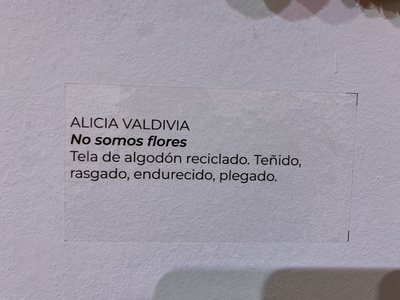 ALICIA VALDIVIA
No somos flores
Tela de algodón reciclado. Teñido,
rasgado, endurecido, plegado.